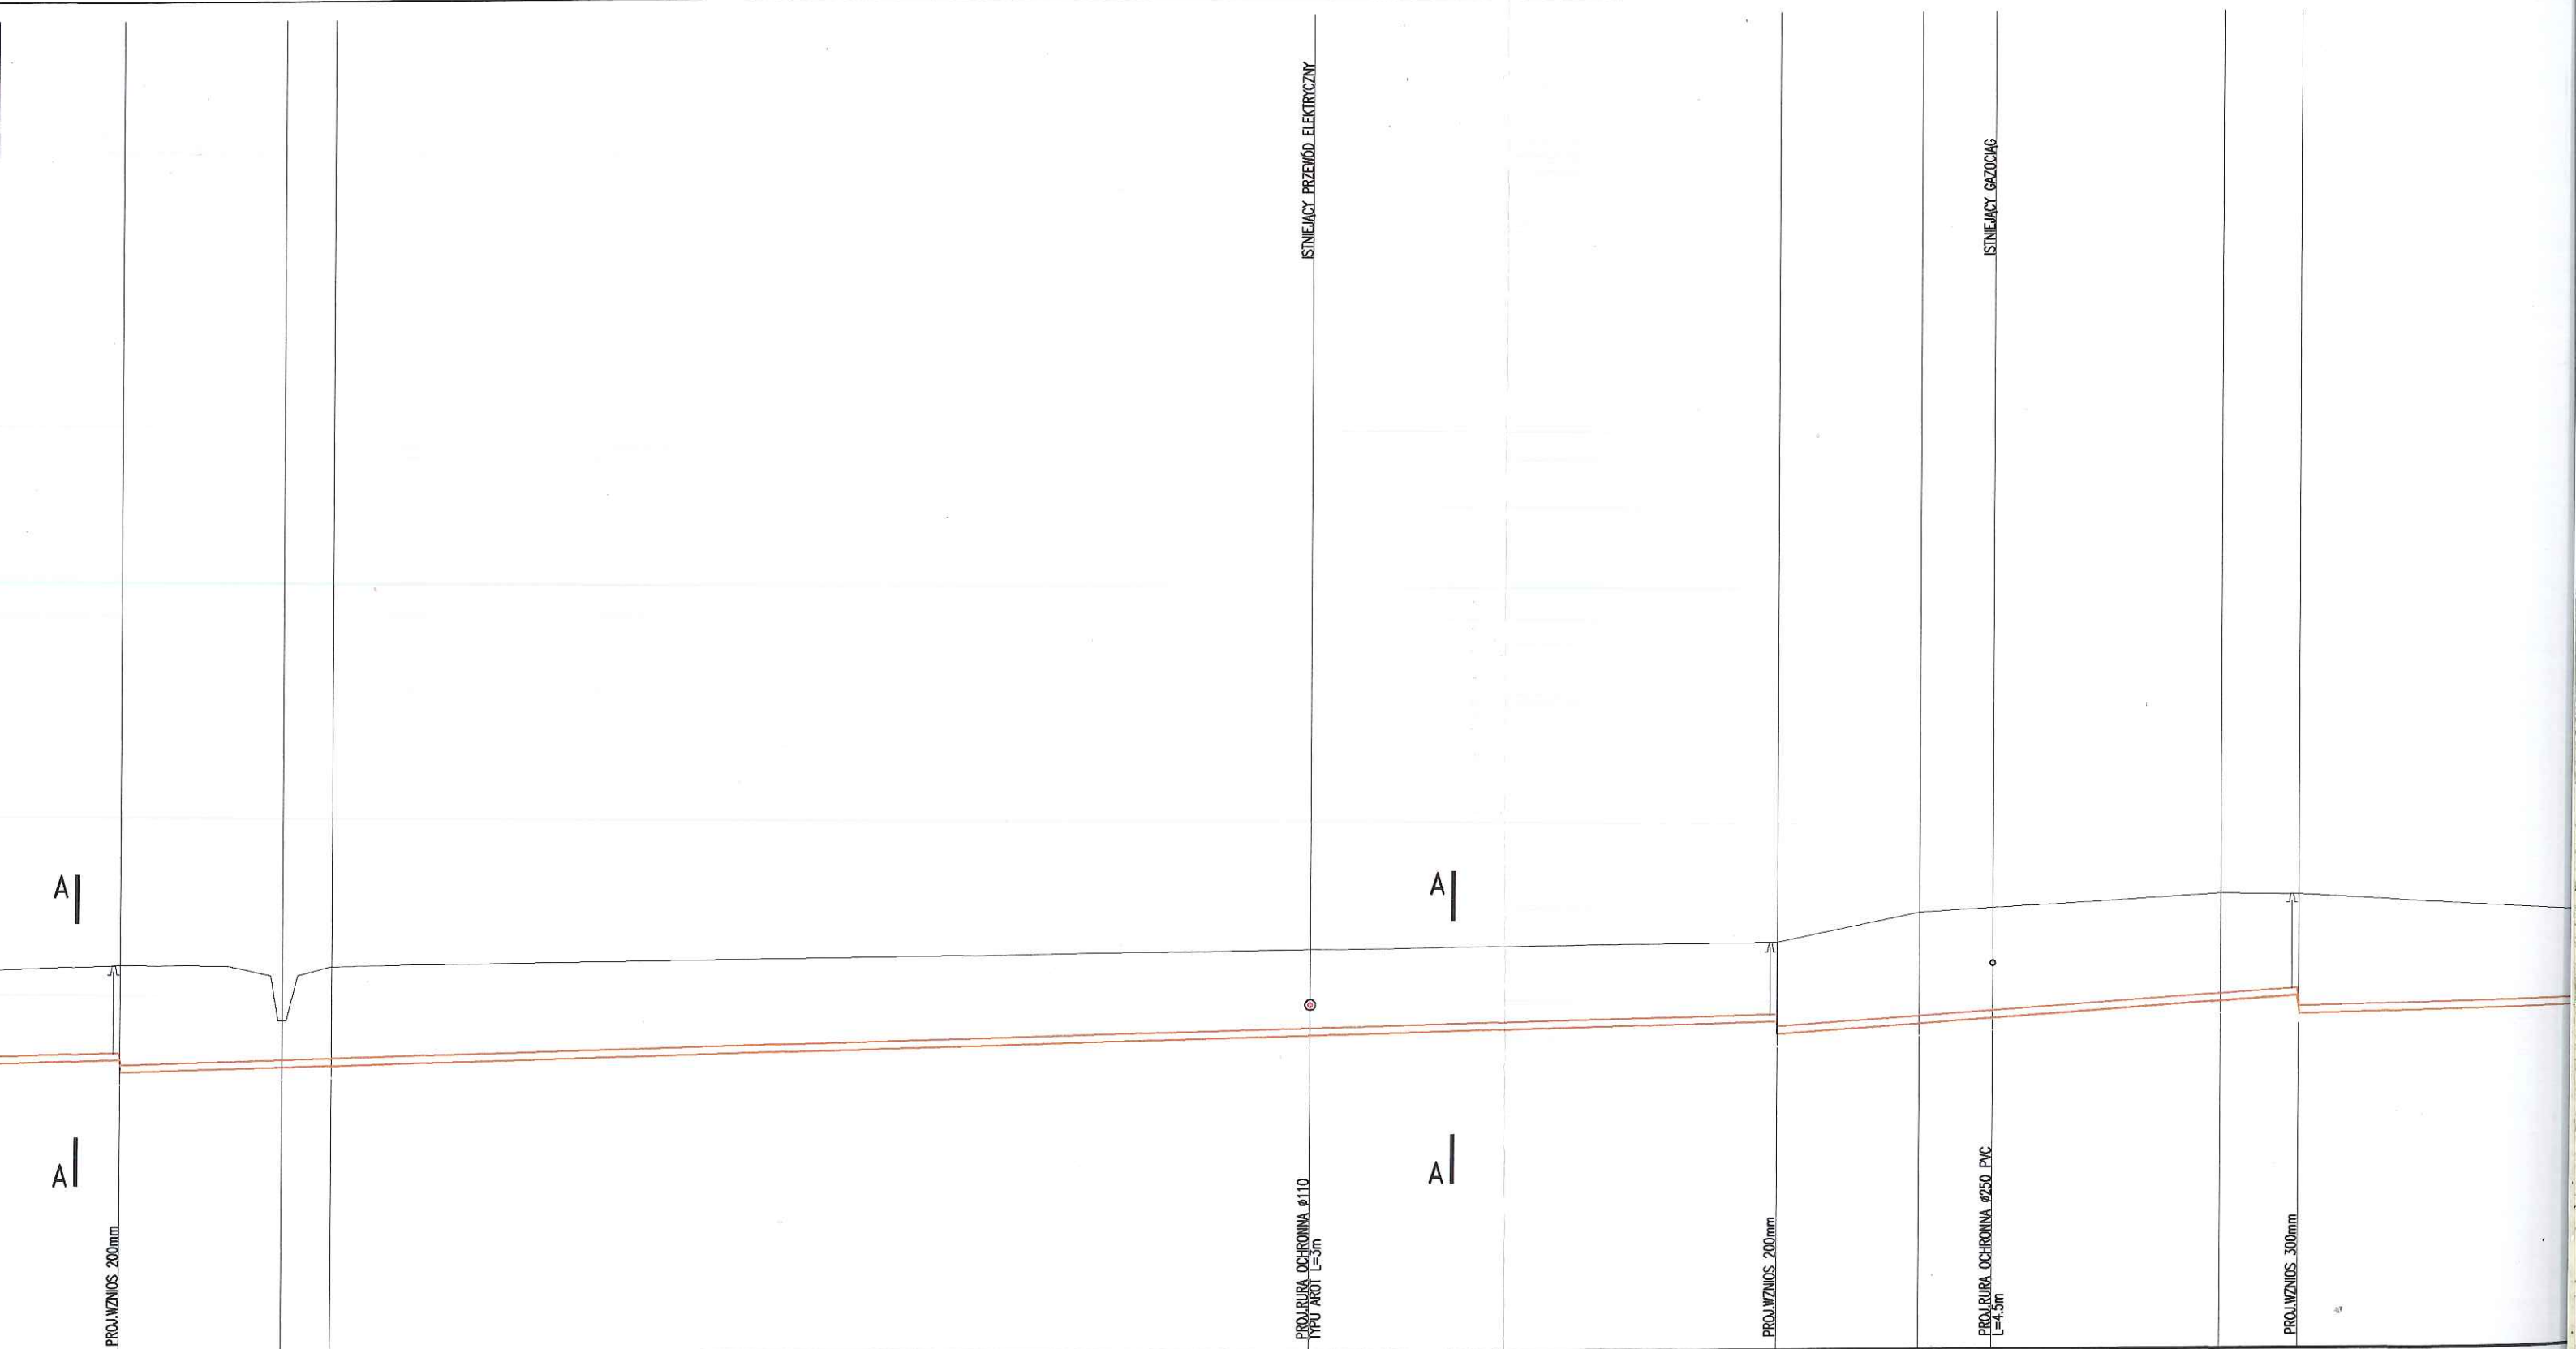 ISTNIEJĄCY PRZEWÓD ELEKTRYCZNY
ISTNIEJĄCY GAZOCIĄG
A
A
A
A
PROJ.WZNIOS 200mm
PROJ.RURA OCHRONNA ø110
TYPU AROT L=3m
PROJ.WZNIOS 200mm
PROJ.RURA OCHRONNA ø250 PVC
L=4.5m
PROJ.WZNIOS 300mm